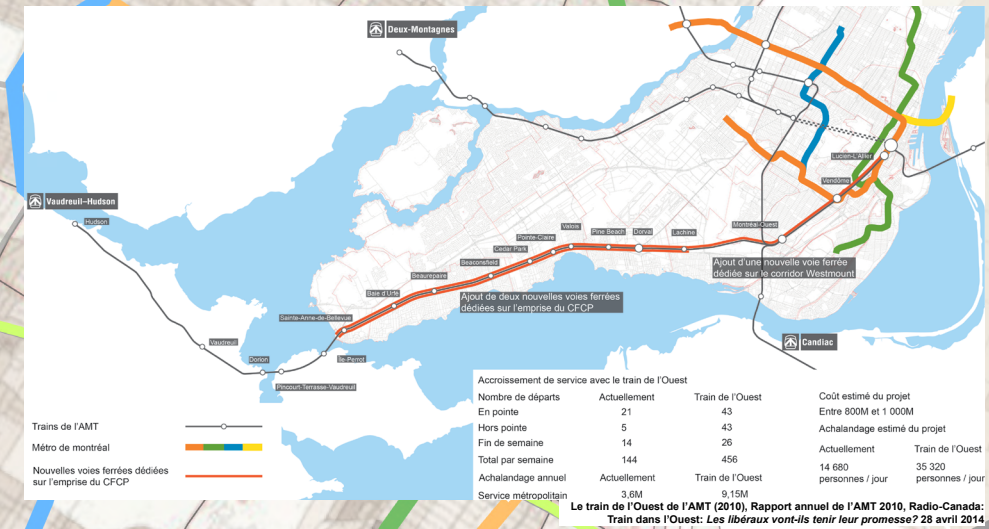 Deux-Montagnes
Vaudreuil–Hudson
Hudson
Lucien-L'Allier
Vendôme
Montréal-Ouest
Lachine
Dorval
Pine Beach
Valois
Pointe-Claire
Cedar Park
Beaconsfield
Beaurepaire
Baie d'Urfé
Sainte-Anne-de-Bellevue
Île-Perrot
Pincourt-Terrasse-Vaudreuil
Dorion
Vaudreuil
Ajout d'une nouvelle voie ferrée
dédiée sur le corridor Westmount
Ajout de deux nouvelles voies ferrées
dédiées sur l'emprise du CFCP
Candiac
Trains de l'AMT
Métro de montréal
Nouvelles voies ferrées dédiées
sur l'emprise du CFCP
Accroissement de service avec le train de l'Ouest
Nombre de départs Actuellement Train de l'Ouest
En pointe 21 43
Hors pointe 5 43
Fin de semaine 14 26
Total par semaine 144 456
Achalandage annuel Actuellement Train de l'Ouest
Service métropolitain 3,6M 9,15M
Coût estimé du projet
Entre 800M et 1 000M
Achalandage estimé du projet
Actuellement Train de l'Ouest
14 680 35 320
personnes / jour personnes / jour
Le train de l'Ouest de l'AMT (2010), Rapport annuel de l'AMT 2010, Radio-Canada:
Train dans l'Ouest: Les libéraux vont-ils tenir leur promesse? 28 avril 2014